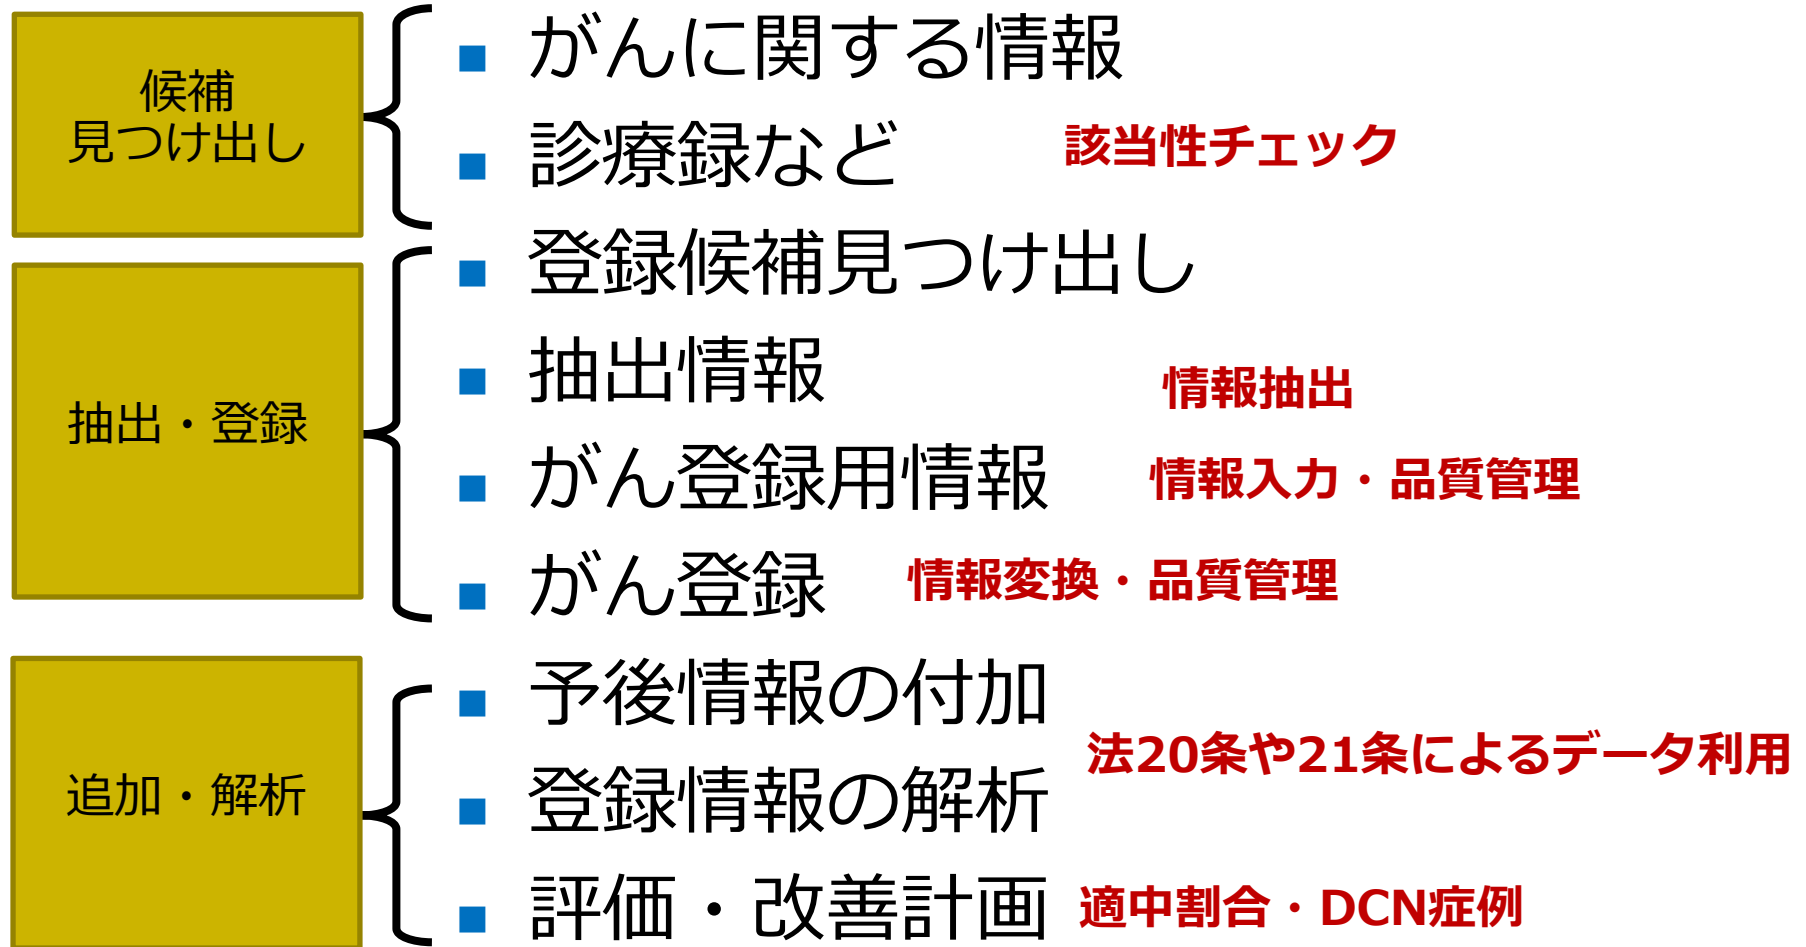 候補
見つけ出し
がんに関する情報
診療録など
該当性チェック
登録候補見つけ出し
抽出・登録
抽出情報
情報抽出
がん登録用情報
情報入力・品質管理
がん登録
情報変換・品質管理
追加・解析
予後情報の付加
法20条や21条によるデータ利用
登録情報の解析
評価・改善計画
適中割合・DCN症例